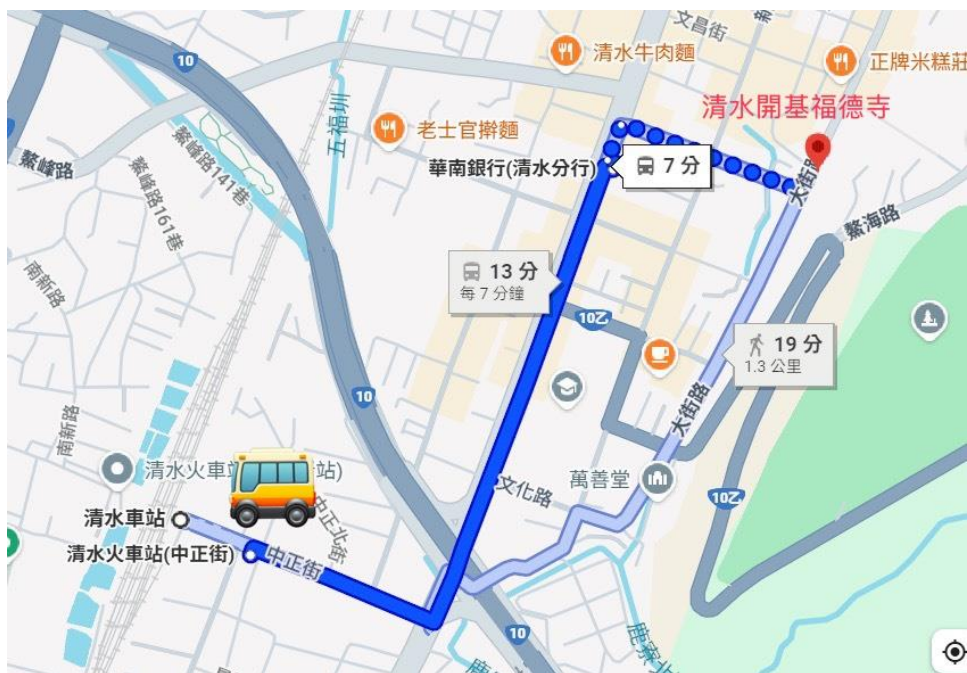 文昌街
10
清水牛肉麵
正牌米糕莊
五福圳
清水開基福德寺
老士官擀麵
鰲峰路141巷
鰲峰路
華南銀行(清水分行)
7 分
大街路
鰲峰路161巷
鰲海路
南新路
13 分
每 7 分鐘
10乙
19 分
1.3 公里
10
大街路
南新路
清水火車站
站)
文化路
萬善堂
10乙
中正北街
清水車站
清水火車站(中正街)
中正街
10